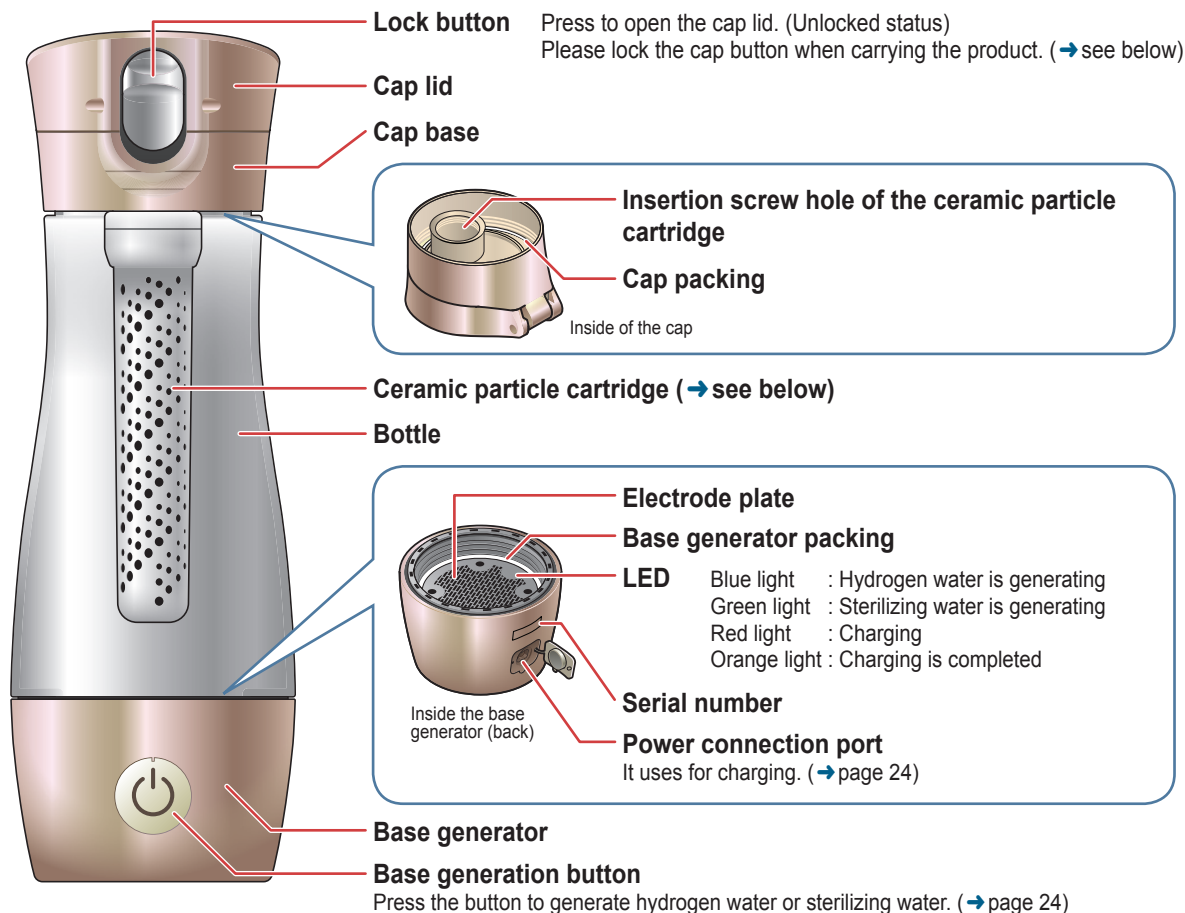 Lock button Press to open the cap lid. (Unlocked status)
Please lock the cap button when carrying the product. (➜ see below)
Cap lid
Cap base
Insertion screw hole of the ceramic particle
cartridge
Cap packing
Inside of the cap
Ceramic particle cartridge (➜ see below)
Bottle
Electrode plate
Base generator packing
LED Blue light : Hydrogen water is generating
Green light : Sterilizing water is generating
Red light : Charging
Orange light : Charging is completed
Serial number
Inside the base
generator (back)
Power connection port
It uses for charging. (➜ page 24)
Base generator
Base generation button
Press the button to generate hydrogen water or sterilizing water. (➜ page 24)